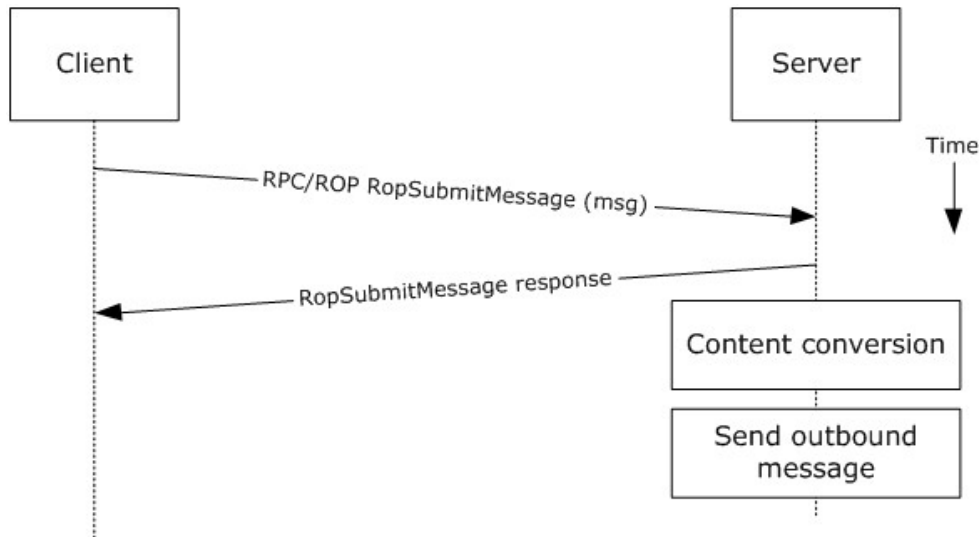 Client
Server
Time
RPC/ROP RopSubmitMessage (msg)
RopSubmitMessage response
Content conversion
Send outbound
message